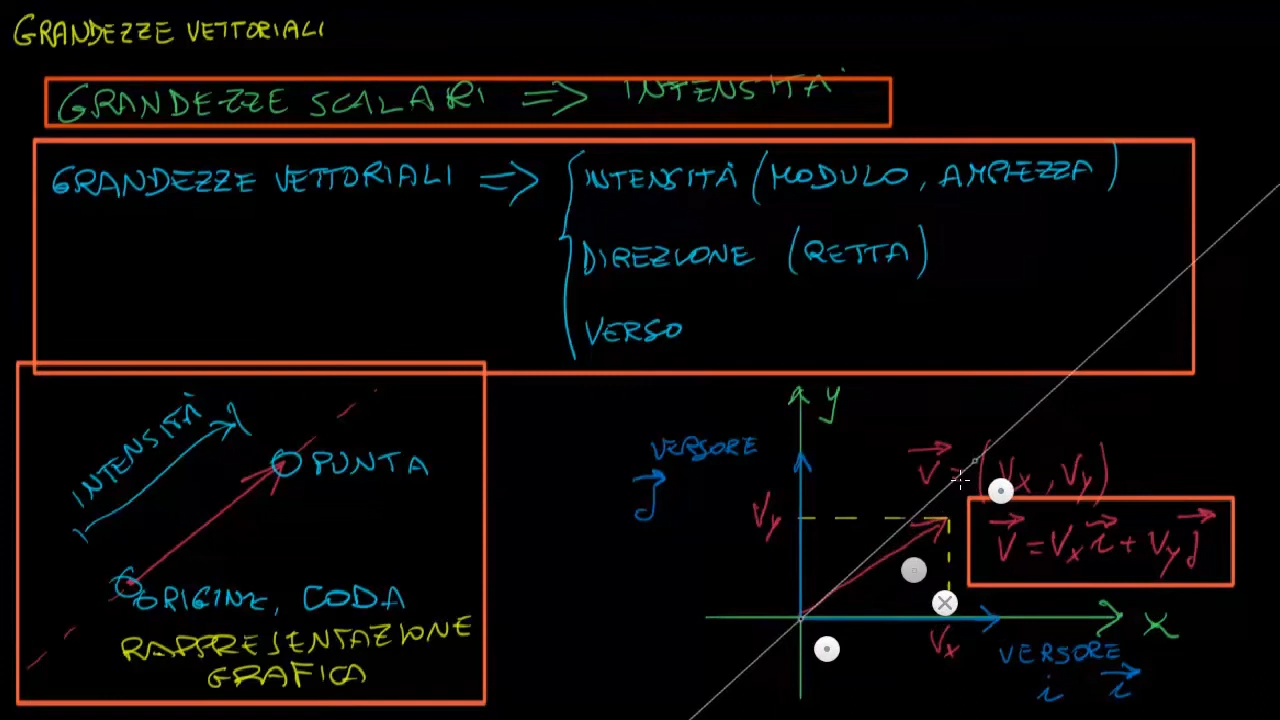 GRANDEZZE VETTORIALI
GRANDEZZE SCALARI => INTENSITÀ
GRANDEZZE VETTORIALI => { INTENSITÀ (MODULO, AMPIEZZA)
DIREZIONE (RETTA)
VERSO
INTENSITÀ
PUNTA
ORIGINE, CODA
RAPPRESENTAZIONE
GRAFICA
y
VERSORE
j⃗
V⃗ = (Vx, Vy)
Vy
V⃗ = Vx i⃗ + Vy j⃗
x
Vx
VERSORE
i i⃗